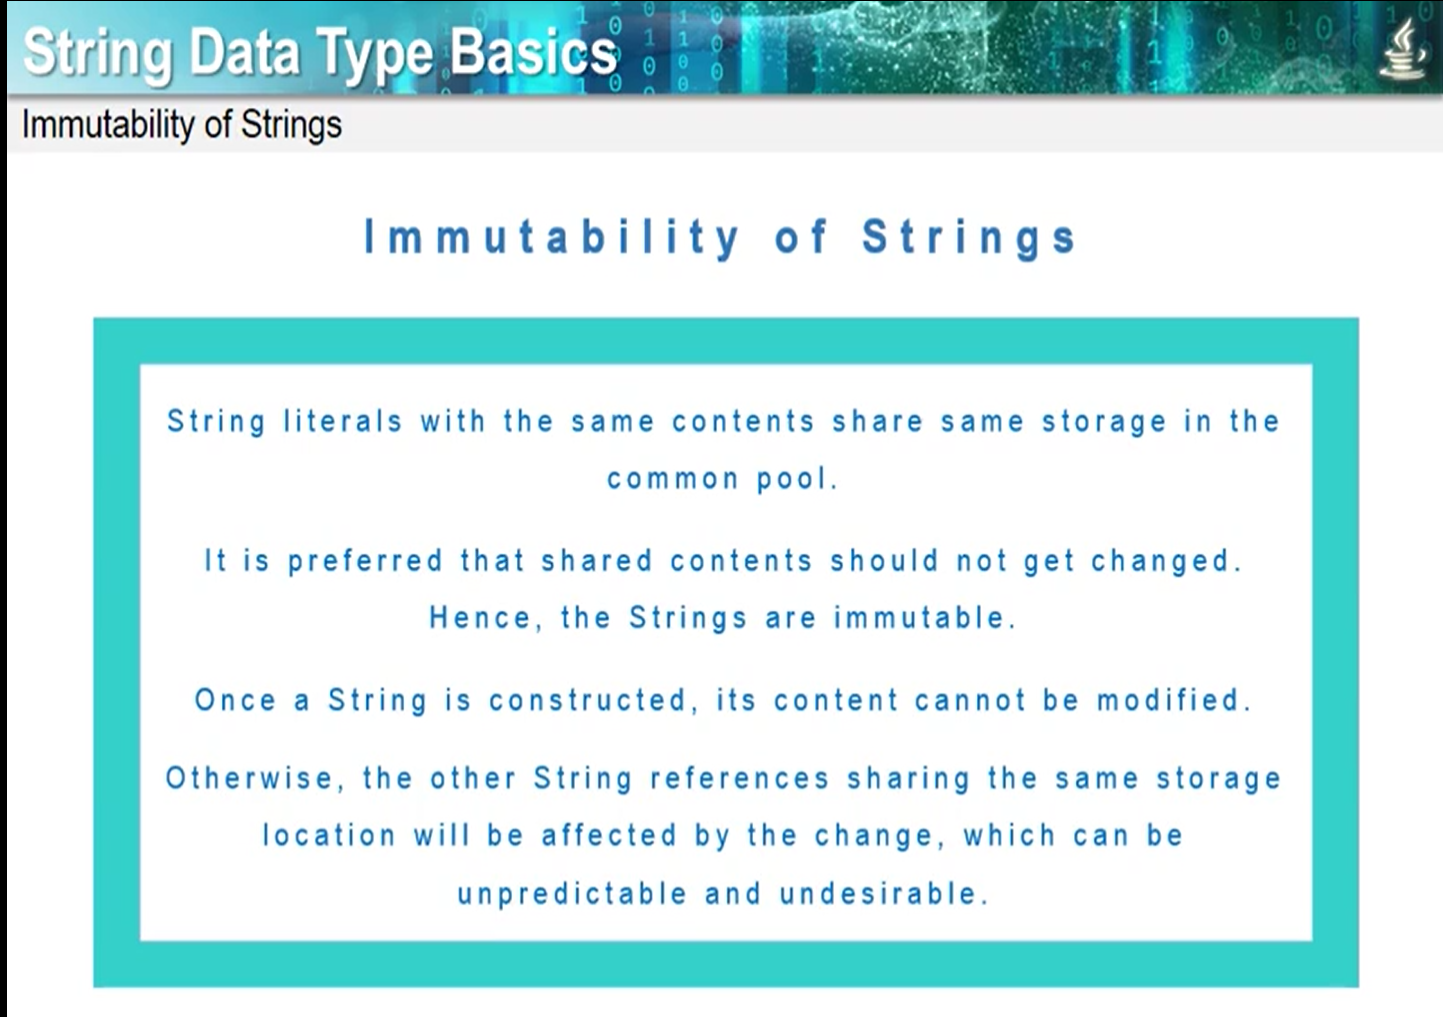 String Data Type Basics
Immutability of Strings
Immutability of Strings
String literals with the same contents share same storage in the
common pool.
It is preferred that shared contents should not get changed.
Hence, the Strings are immutable.
Once a String is constructed, its content cannot be modified.
Otherwise, the other String references sharing the same storage
location will be affected by the change, which can be
unpredictable and undesirable.